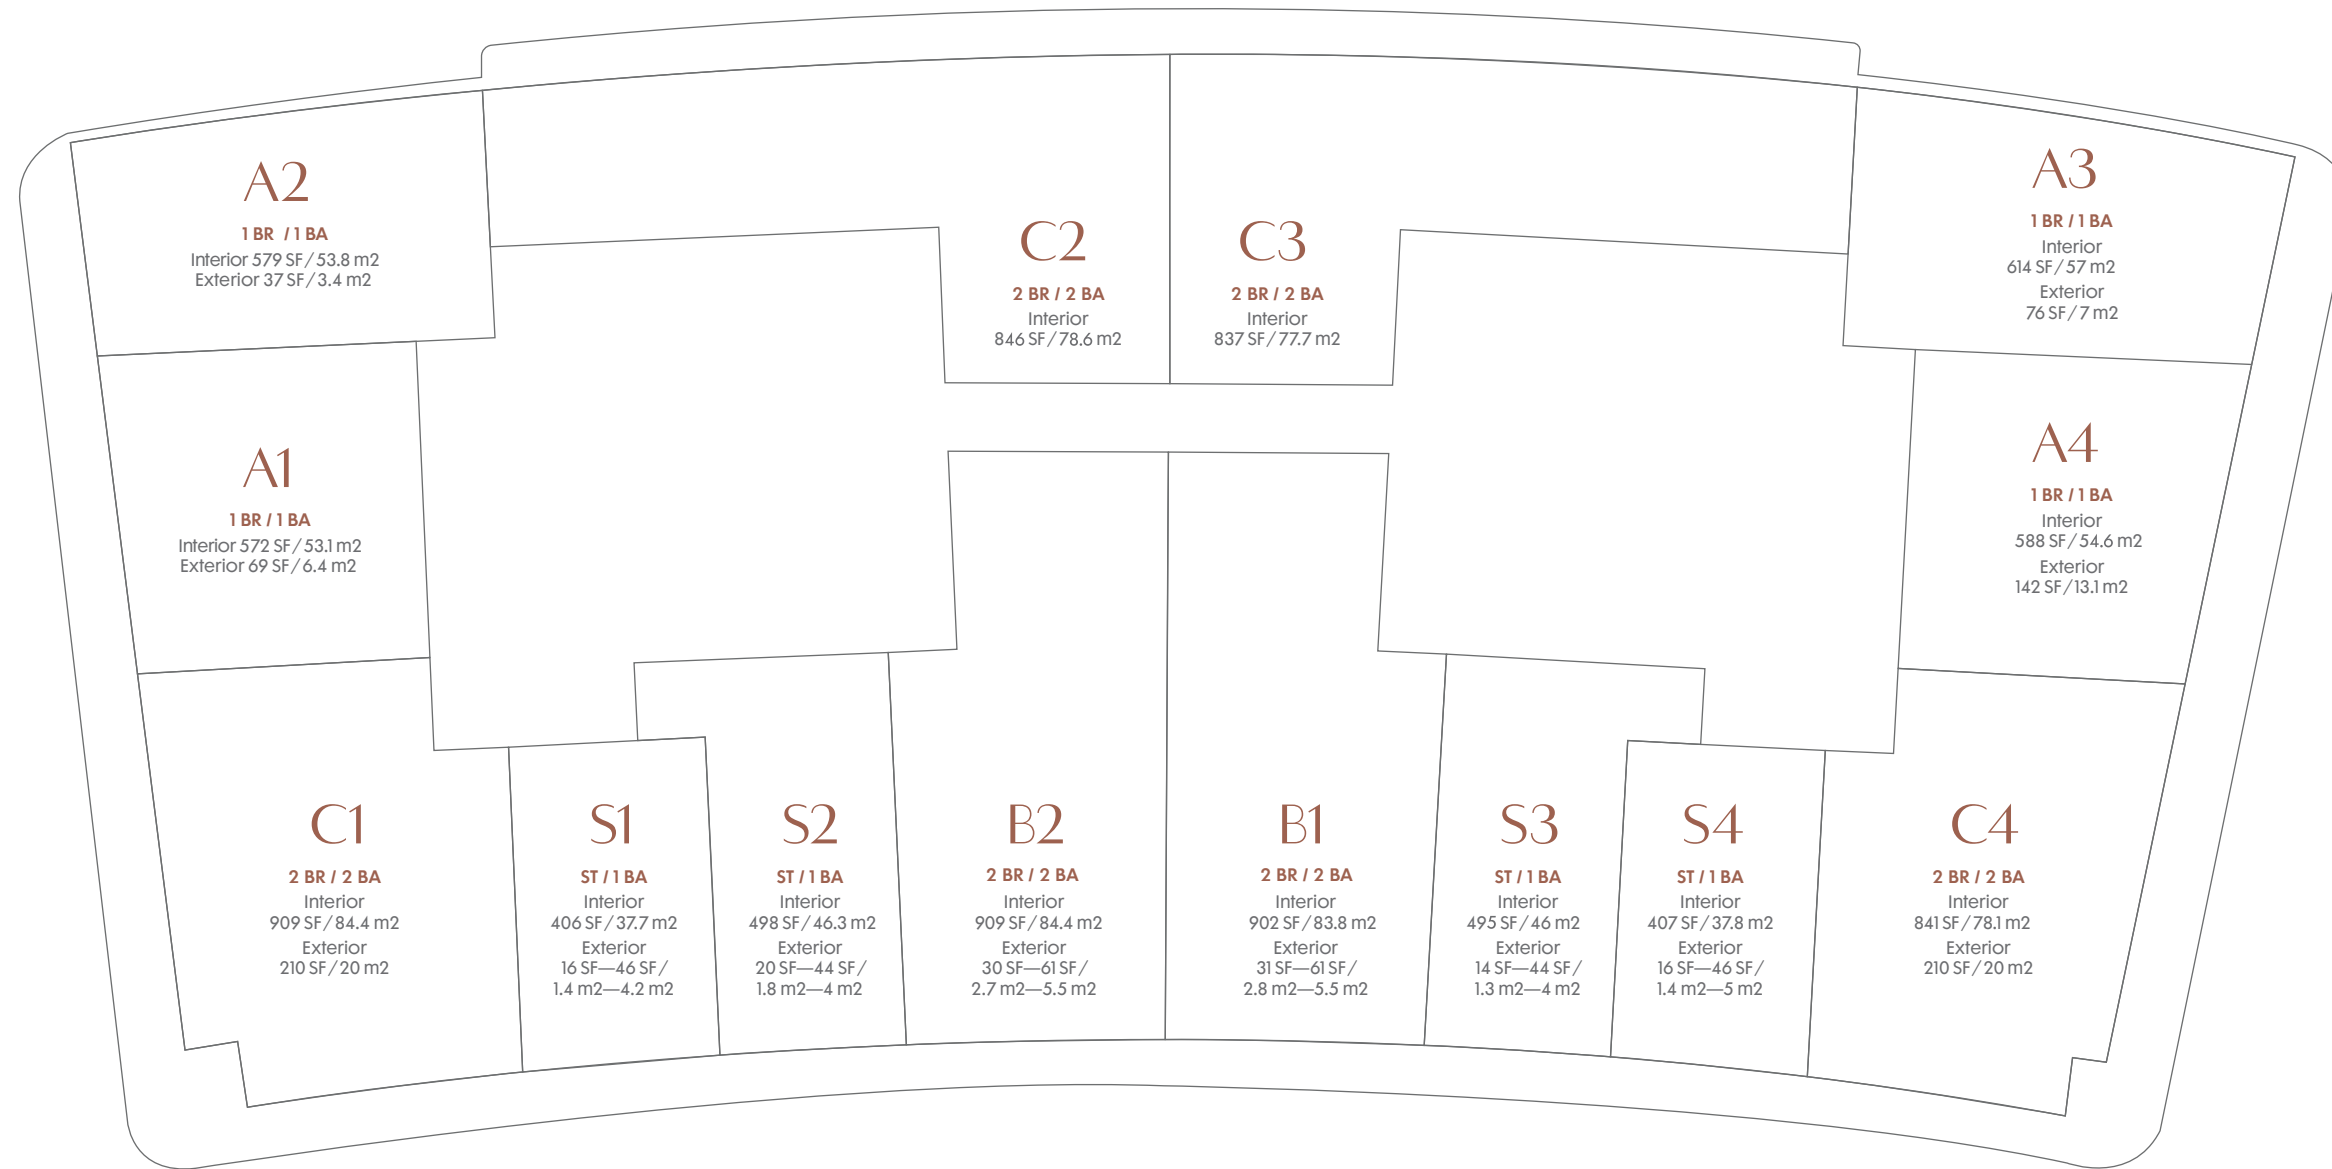 A2
1 BR / 1 BA
Interior 579 SF/53.8 m2
Exterior 37 SF/3.4 m2
C2
2 BR / 2 BA
Interior
846 SF/78.6 m2
C3
2 BR / 2 BA
Interior
837 SF/77.7 m2
A3
1 BR / 1 BA
Interior
614 SF/57 m2
Exterior
76 SF/7 m2
A1
1 BR / 1 BA
Interior 572 SF/53.1 m2
Exterior 69 SF/6.4 m2
A4
1 BR / 1 BA
Interior
588 SF/54.6 m2
Exterior
142 SF/13.1 m2
C1
2 BR / 2 BA
Interior
909 SF/84.4 m2
Exterior
210 SF/20 m2
S1
ST / 1 BA
Interior
406 SF/37.7 m2
Exterior
16 SF—46 SF/
1.4 m2—4.2 m2
S2
ST / 1 BA
Interior
498 SF/46.3 m2
Exterior
20 SF—44 SF/
1.8 m2—4 m2
B2
2 BR / 2 BA
Interior
909 SF/84.4 m2
Exterior
30 SF—61 SF/
2.7 m2—5.5 m2
B1
2 BR / 2 BA
Interior
902 SF/83.8 m2
Exterior
31 SF—61 SF/
2.8 m2—5.5 m2
S3
ST / 1 BA
Interior
495 SF/46 m2
Exterior
14 SF—44 SF/
1.3 m2—4 m2
S4
ST / 1 BA
Interior
407 SF/37.8 m2
Exterior
16 SF—46 SF/
1.4 m2—5 m2
C4
2 BR / 2 BA
Interior
841 SF/78.1 m2
Exterior
210 SF/20 m2